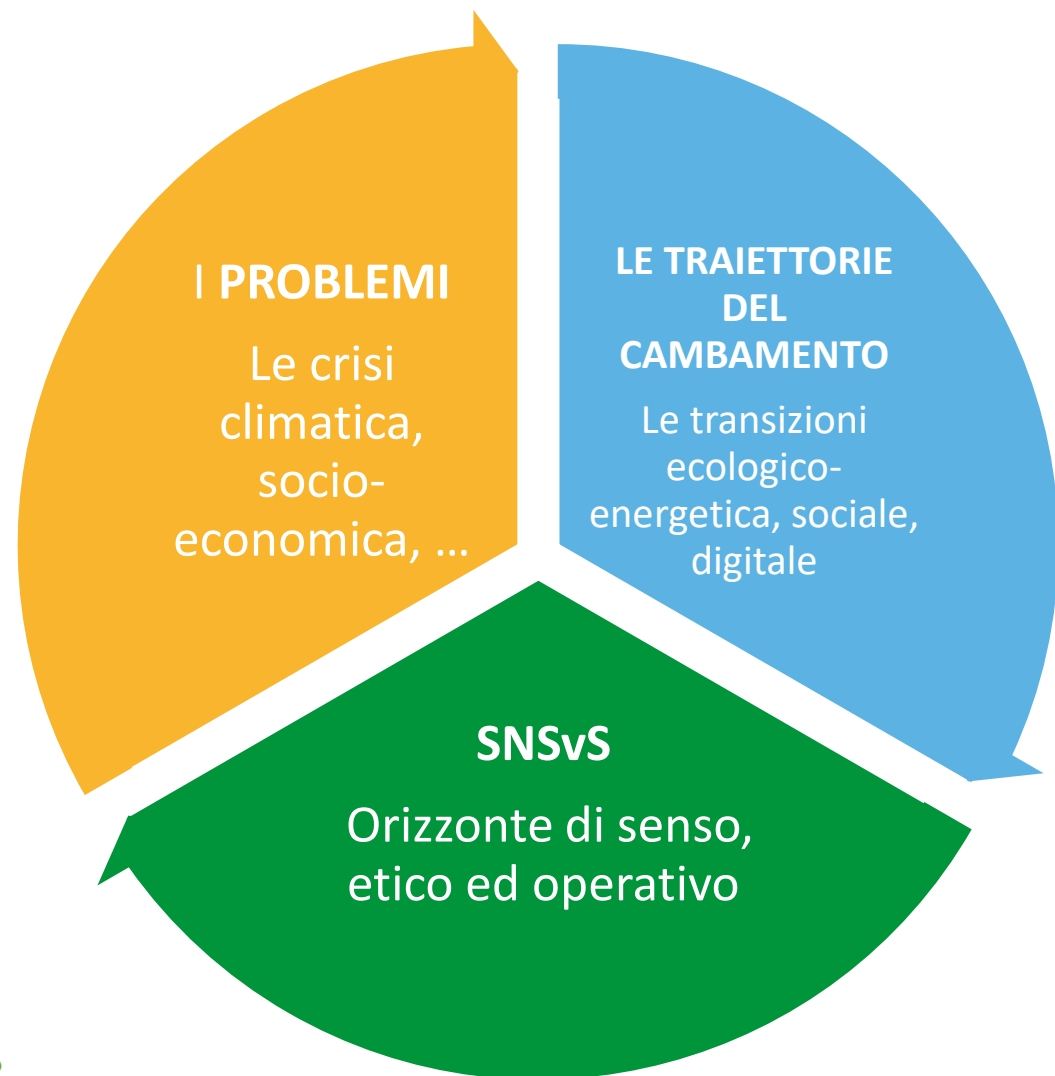 I PROBLEMI
Le crisi
climatica,
socio-
economica, ...
LE TRAIETTORIE
DEL
CAMBAMENTO
Le transizioni
ecologico-
energetica, sociale,
digitale
SNSvS
Orizzonte di senso,
etico ed operativo